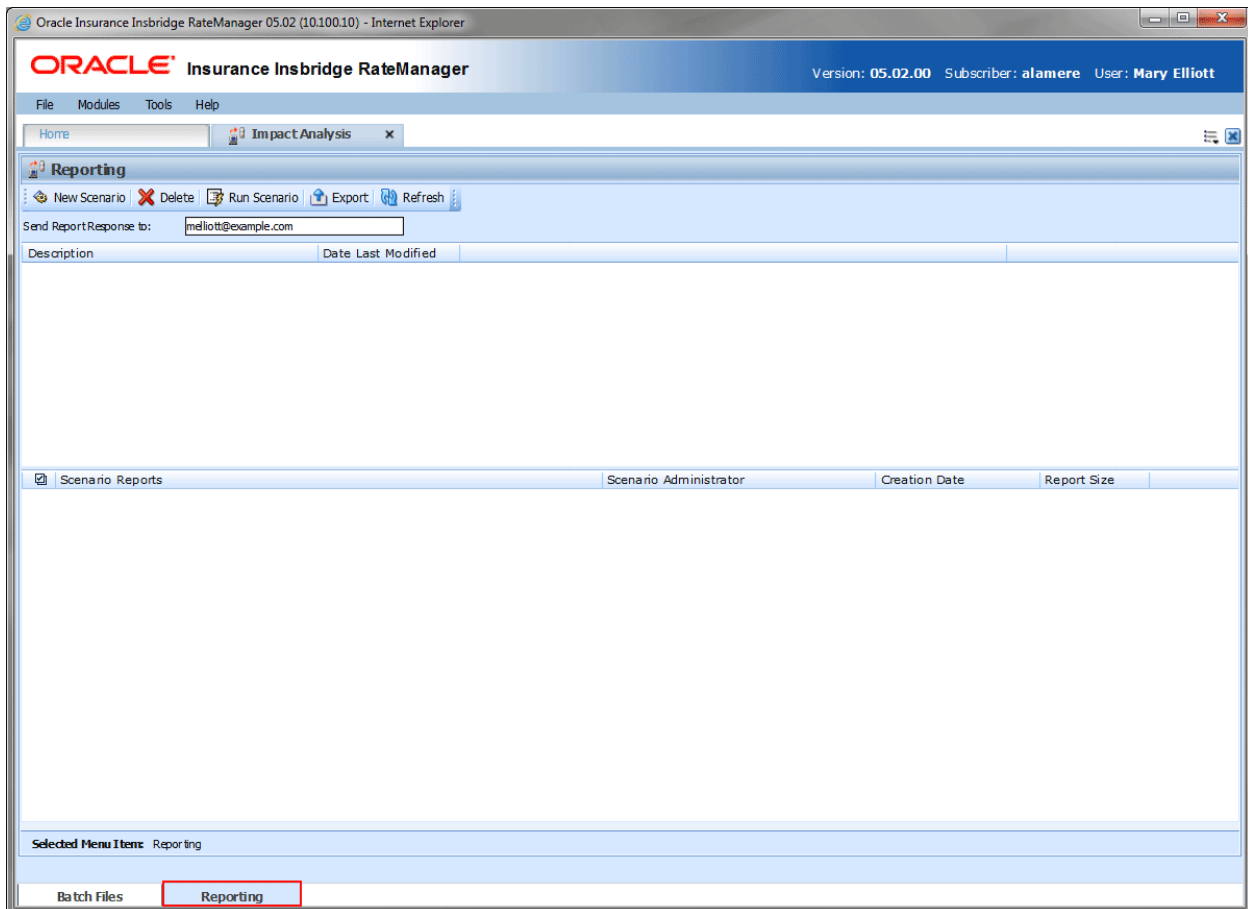 Oracle Insurance Insbridge RateManager 05.02 (10.100.10) - Internet Explorer
ORACLE Insurance Insbridge RateManager
Version: 05.02.00 Subscriber: alamere User: Mary Elliott
File Modules Tools Help
Home Impact Analysis x
Reporting
New Scenario Delete Run Scenario Export Refresh
Send Report Response to: melliott@example.com
Description Date Last Modified
Scenario Reports Scenario Administrator Creation Date Report Size
Selected Menu Item: Reporting
Batch Files Reporting